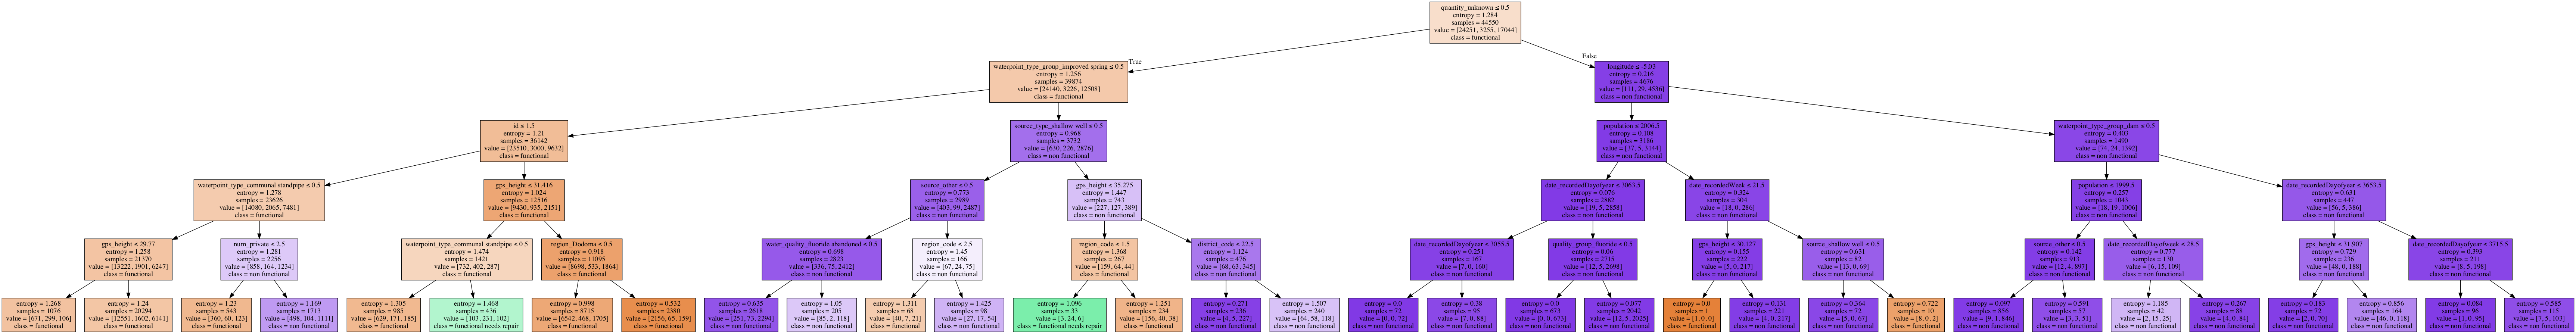 quantity_unknown ≤ 0.5
entropy = 1.284
samples = 44550
value = [24251, 3255, 17044]
class = functional
True
False
waterpoint_type_group_improved spring ≤ 0.5
entropy = 1.256
samples = 39874
value = [24140, 3226, 12508]
class = functional
longitude ≤ -5.03
entropy = 0.216
samples = 4676
value = [111, 29, 4536]
class = non functional
id ≤ 1.5
entropy = 1.21
samples = 36142
value = [23510, 3000, 9632]
class = functional
source_type_shallow well ≤ 0.5
entropy = 0.968
samples = 3732
value = [630, 226, 2876]
class = non functional
population ≤ 2006.5
entropy = 0.108
samples = 3186
value = [37, 5, 3144]
class = non functional
waterpoint_type_group_dam ≤ 0.5
entropy = 0.403
samples = 1490
value = [74, 24, 1392]
class = non functional
waterpoint_type_communal standpipe ≤ 0.5
entropy = 1.278
samples = 23626
value = [14080, 2065, 7481]
class = functional
gps_height ≤ 31.416
entropy = 1.024
samples = 12516
value = [9430, 935, 2151]
class = functional
source_other ≤ 0.5
entropy = 0.773
samples = 2989
value = [403, 99, 2487]
class = non functional
gps_height ≤ 35.275
entropy = 1.447
samples = 743
value = [227, 127, 389]
class = non functional
date_recordedDayofyear ≤ 3063.5
entropy = 0.076
samples = 2882
value = [19, 5, 2858]
class = non functional
date_recordedWeek ≤ 21.5
entropy = 0.324
samples = 304
value = [18, 0, 286]
class = non functional
population ≤ 1999.5
entropy = 0.257
samples = 1043
value = [18, 19, 1006]
class = non functional
date_recordedDayofyear ≤ 3653.5
entropy = 0.631
samples = 447
value = [56, 5, 386]
class = non functional
gps_height ≤ 29.77
entropy = 1.258
samples = 21370
value = [13222, 1901, 6247]
class = functional
num_private ≤ 2.5
entropy = 1.281
samples = 2256
value = [858, 164, 1234]
class = non functional
waterpoint_type_communal standpipe ≤ 0.5
entropy = 1.474
samples = 1421
value = [732, 402, 287]
class = functional
region_Dodoma ≤ 0.5
entropy = 0.918
samples = 11095
value = [8698, 533, 1864]
class = functional
water_quality_fluoride abandoned ≤ 0.5
entropy = 0.698
samples = 2823
value = [336, 75, 2412]
class = non functional
region_code ≤ 2.5
entropy = 1.45
samples = 166
value = [67, 24, 75]
class = non functional
region_code ≤ 1.5
entropy = 1.368
samples = 267
value = [159, 64, 44]
class = functional
district_code ≤ 22.5
entropy = 1.124
samples = 476
value = [68, 63, 345]
class = non functional
date_recordedDayofyear ≤ 3055.5
entropy = 0.251
samples = 167
value = [7, 0, 160]
class = non functional
quality_group_fluoride ≤ 0.5
entropy = 0.06
samples = 2715
value = [12, 5, 2698]
class = non functional
gps_height ≤ 30.127
entropy = 0.155
samples = 222
value = [5, 0, 217]
class = non functional
source_shallow well ≤ 0.5
entropy = 0.631
samples = 82
value = [13, 0, 69]
class = non functional
source_other ≤ 0.5
entropy = 0.142
samples = 913
value = [12, 4, 897]
class = non functional
date_recordedDayofweek ≤ 28.5
entropy = 0.777
samples = 130
value = [6, 15, 109]
class = non functional
gps_height ≤ 31.907
entropy = 0.729
samples = 236
value = [48, 0, 188]
class = non functional
date_recordedDayofyear ≤ 3715.5
entropy = 0.393
samples = 211
value = [8, 5, 198]
class = non functional
entropy = 1.268
samples = 1076
value = [671, 299, 106]
class = functional
entropy = 1.24
samples = 20294
value = [12551, 1602, 6141]
class = functional
entropy = 1.23
samples = 543
value = [360, 60, 123]
class = functional
entropy = 1.169
samples = 1713
value = [498, 104, 1111]
class = non functional
entropy = 1.305
samples = 985
value = [629, 171, 185]
class = functional
entropy = 1.468
samples = 436
value = [103, 231, 102]
class = functional needs repair
entropy = 0.998
samples = 8715
value = [6542, 468, 1705]
class = functional
entropy = 0.532
samples = 2380
value = [2156, 65, 159]
class = functional
entropy = 0.635
samples = 2618
value = [251, 73, 2294]
class = non functional
entropy = 1.05
samples = 205
value = [85, 2, 118]
class = non functional
entropy = 1.311
samples = 68
value = [40, 7, 21]
class = functional
entropy = 1.425
samples = 98
value = [27, 17, 54]
class = non functional
entropy = 1.096
samples = 33
value = [3, 24, 6]
class = functional needs repair
entropy = 1.251
samples = 234
value = [156, 40, 38]
class = functional
entropy = 0.271
samples = 236
value = [4, 5, 227]
class = non functional
entropy = 1.507
samples = 240
value = [64, 58, 118]
class = non functional
entropy = 0.0
samples = 72
value = [0, 0, 72]
class = non functional
entropy = 0.38
samples = 95
value = [7, 0, 88]
class = non functional
entropy = 0.0
samples = 673
value = [0, 0, 673]
class = non functional
entropy = 0.077
samples = 2042
value = [12, 5, 2025]
class = non functional
entropy = 0.0
samples = 1
value = [1, 0, 0]
class = functional
entropy = 0.131
samples = 221
value = [4, 0, 217]
class = non functional
entropy = 0.364
samples = 72
value = [5, 0, 67]
class = non functional
entropy = 0.722
samples = 10
value = [8, 0, 2]
class = functional
entropy = 0.097
samples = 856
value = [9, 1, 846]
class = non functional
entropy = 0.591
samples = 57
value = [3, 3, 51]
class = non functional
entropy = 1.185
samples = 42
value = [2, 15, 25]
class = non functional
entropy = 0.267
samples = 88
value = [4, 0, 84]
class = non functional
entropy = 0.183
samples = 72
value = [2, 0, 70]
class = non functional
entropy = 0.856
samples = 164
value = [46, 0, 118]
class = non functional
entropy = 0.084
samples = 96
value = [1, 0, 95]
class = non functional
entropy = 0.585
samples = 115
value = [7, 5, 103]
class = non functional